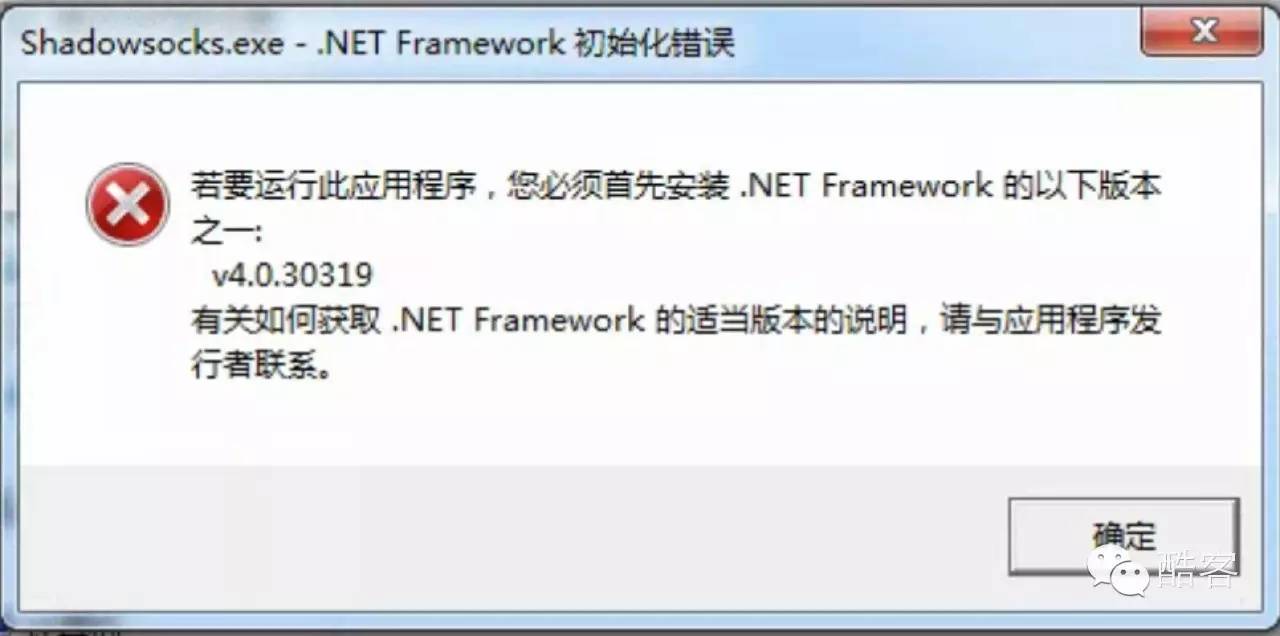 Shadowsocks.exe - .NET Framework 初始化错误
若要运行此应用程序，您必须首先安装 .NET Framework 的以下版本
之一:
v4.0.30319
有关如何获取 .NET Framework 的适当版本的说明，请与应用程序发
行者联系。
确定
酷客